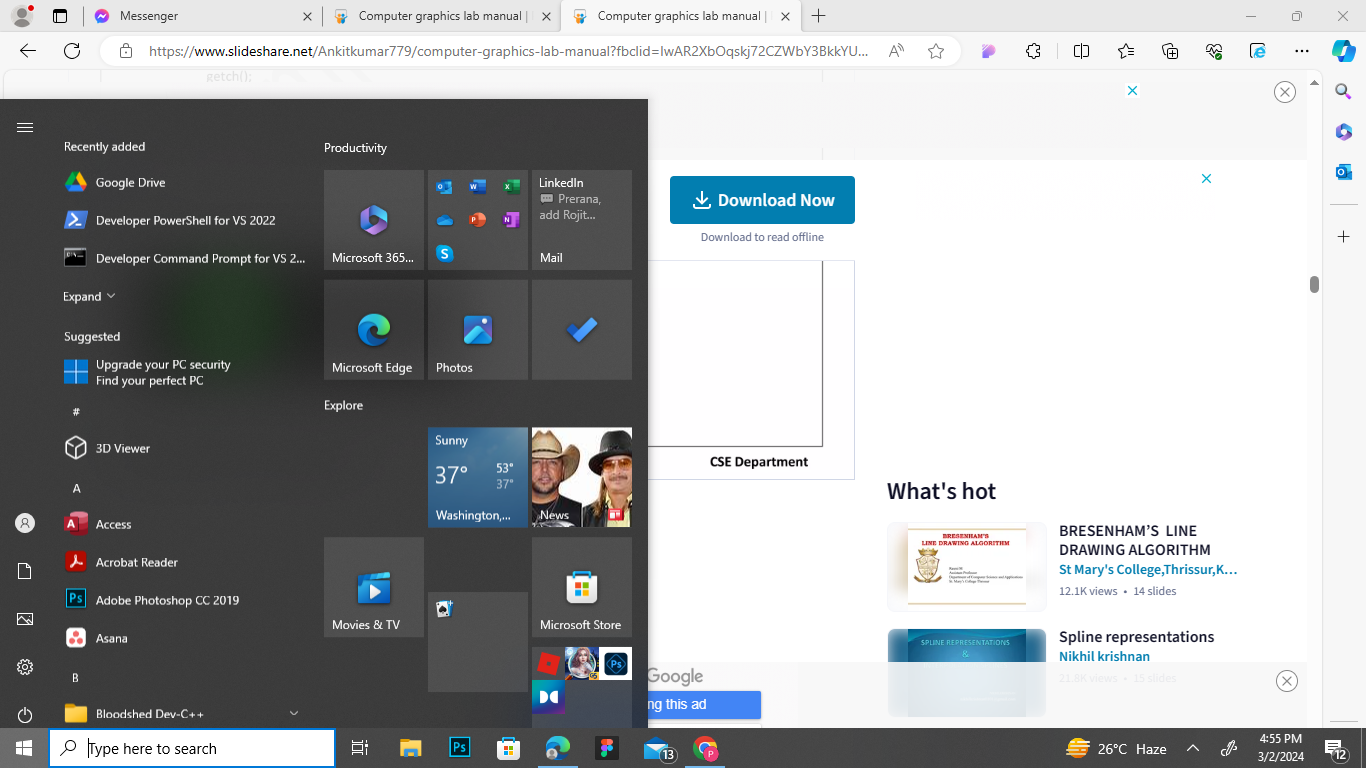 Messenger
Computer graphics lab manual |
Computer graphics lab manual |
https://www.slideshare.net/Ankitkumar779/computer-graphics-lab-manual?fbclid=IwAR2XbOqskj72CZWbY3BkkYU...
getch();
Recently added
Google Drive
Developer PowerShell for VS 2022
Developer Command Prompt for VS 2...
Expand
Suggested
Upgrade your PC security
Find your perfect PC
#
3D Viewer
A
Access
Acrobat Reader
Adobe Photoshop CC 2019
Asana
B
Bloodshed Dev-C++
Productivity
Microsoft 365...
LinkedIn
Prerana,
add Rojit...
Mail
Microsoft Edge
Photos
Explore
Sunny
37°
53°
37°
Washington,...
News
Movies & TV
Microsoft Store
Download Now
Download to read offline
CSE Department
What's hot
BRESENHAM'S
LINE DRAWING ALGORITHM
BRESENHAM’S LINE
DRAWING ALGORITHM
St Mary's College,Thrissur,K...
12.1K views • 14 slides
SPLINE REPRESENTATIONS
&
Spline representations
Nikhil krishnan
21.8K views • 15 slides
Google
ng this ad
Type here to search
13
26°C Haze
4:55 PM
3/2/2024
12